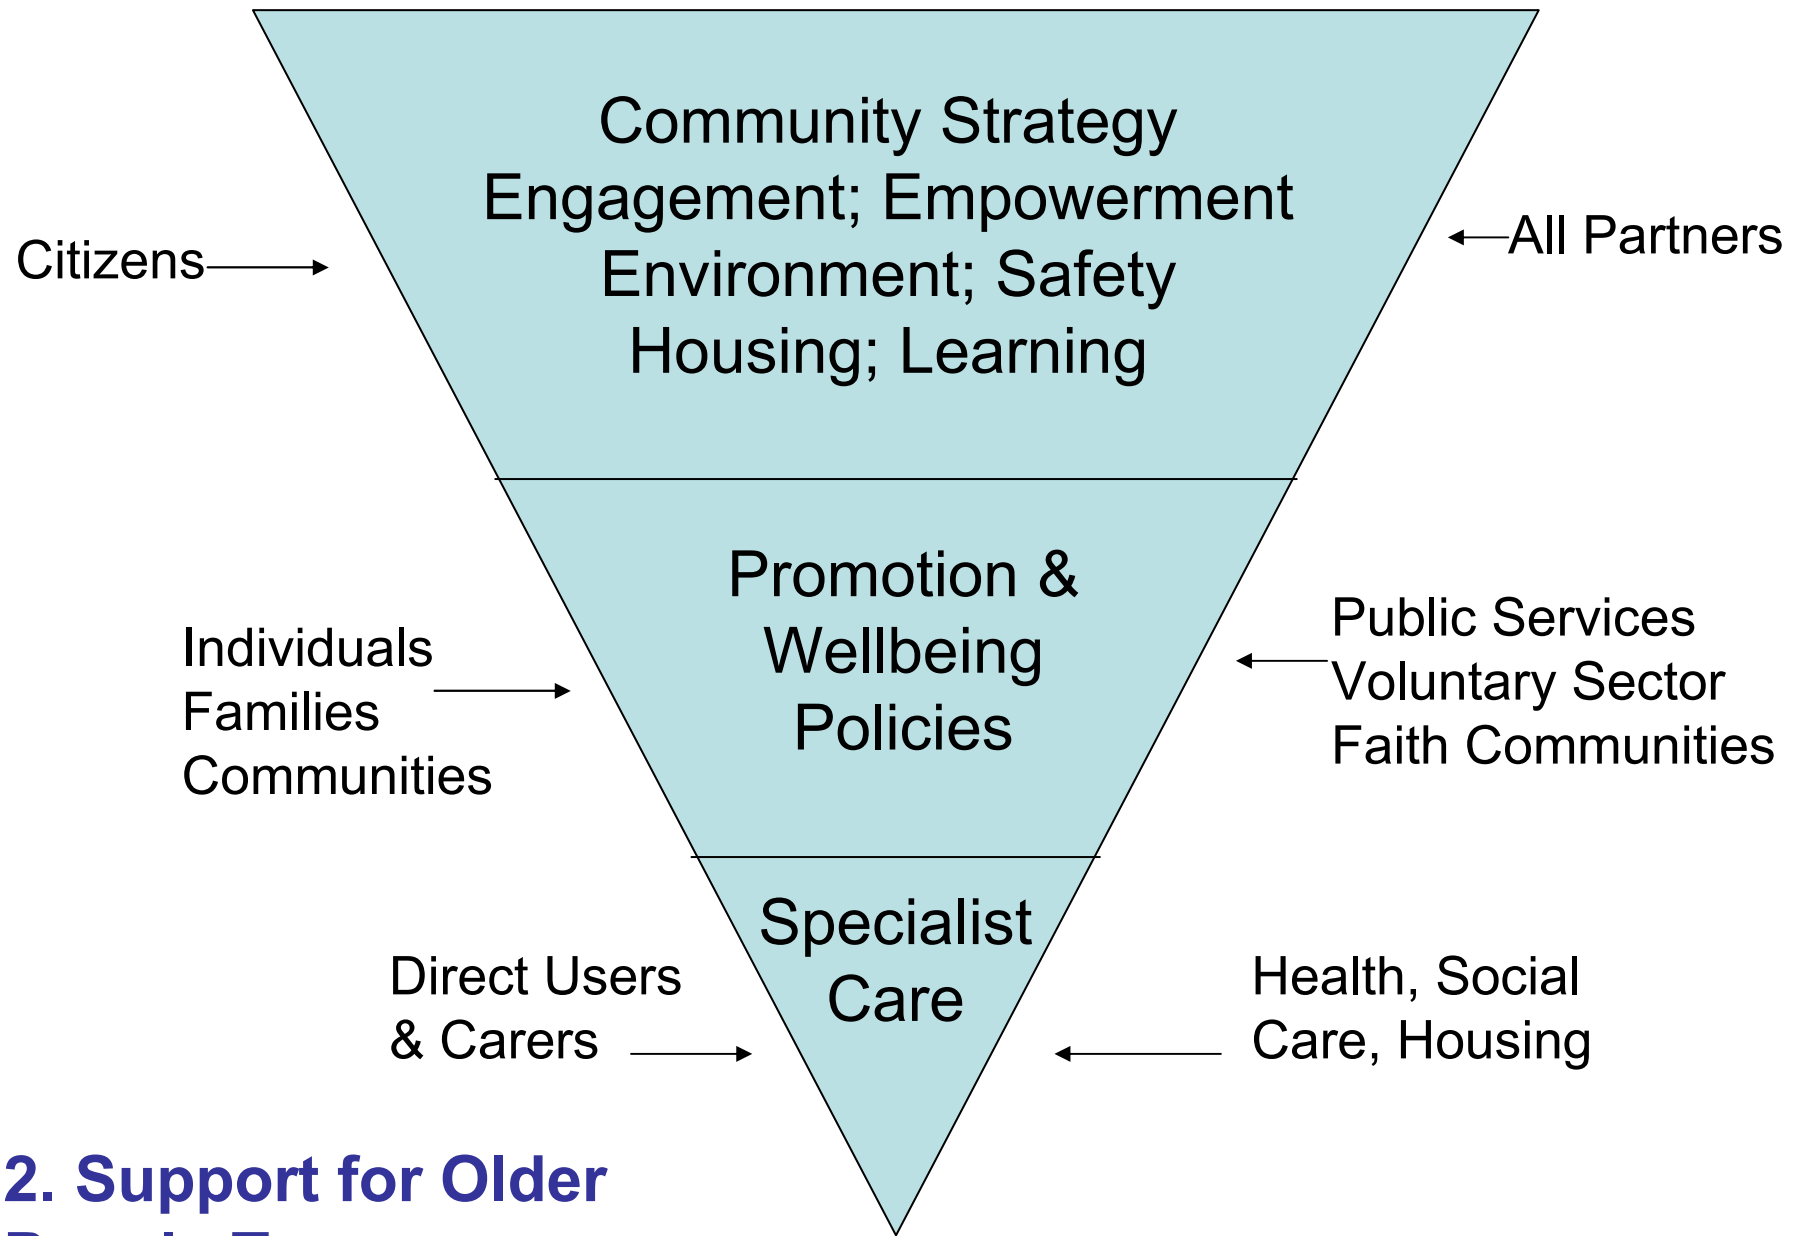 Community Strategy
Engagement; Empowerment
Environment; Safety
Housing; Learning
Citizens
All Partners
Promotion &
Wellbeing
Policies
Individuals
Families
Communities
Public Services
Voluntary Sector
Faith Communities
Specialist
Care
Direct Users
& Carers
Health, Social
Care, Housing
2. Support for Older